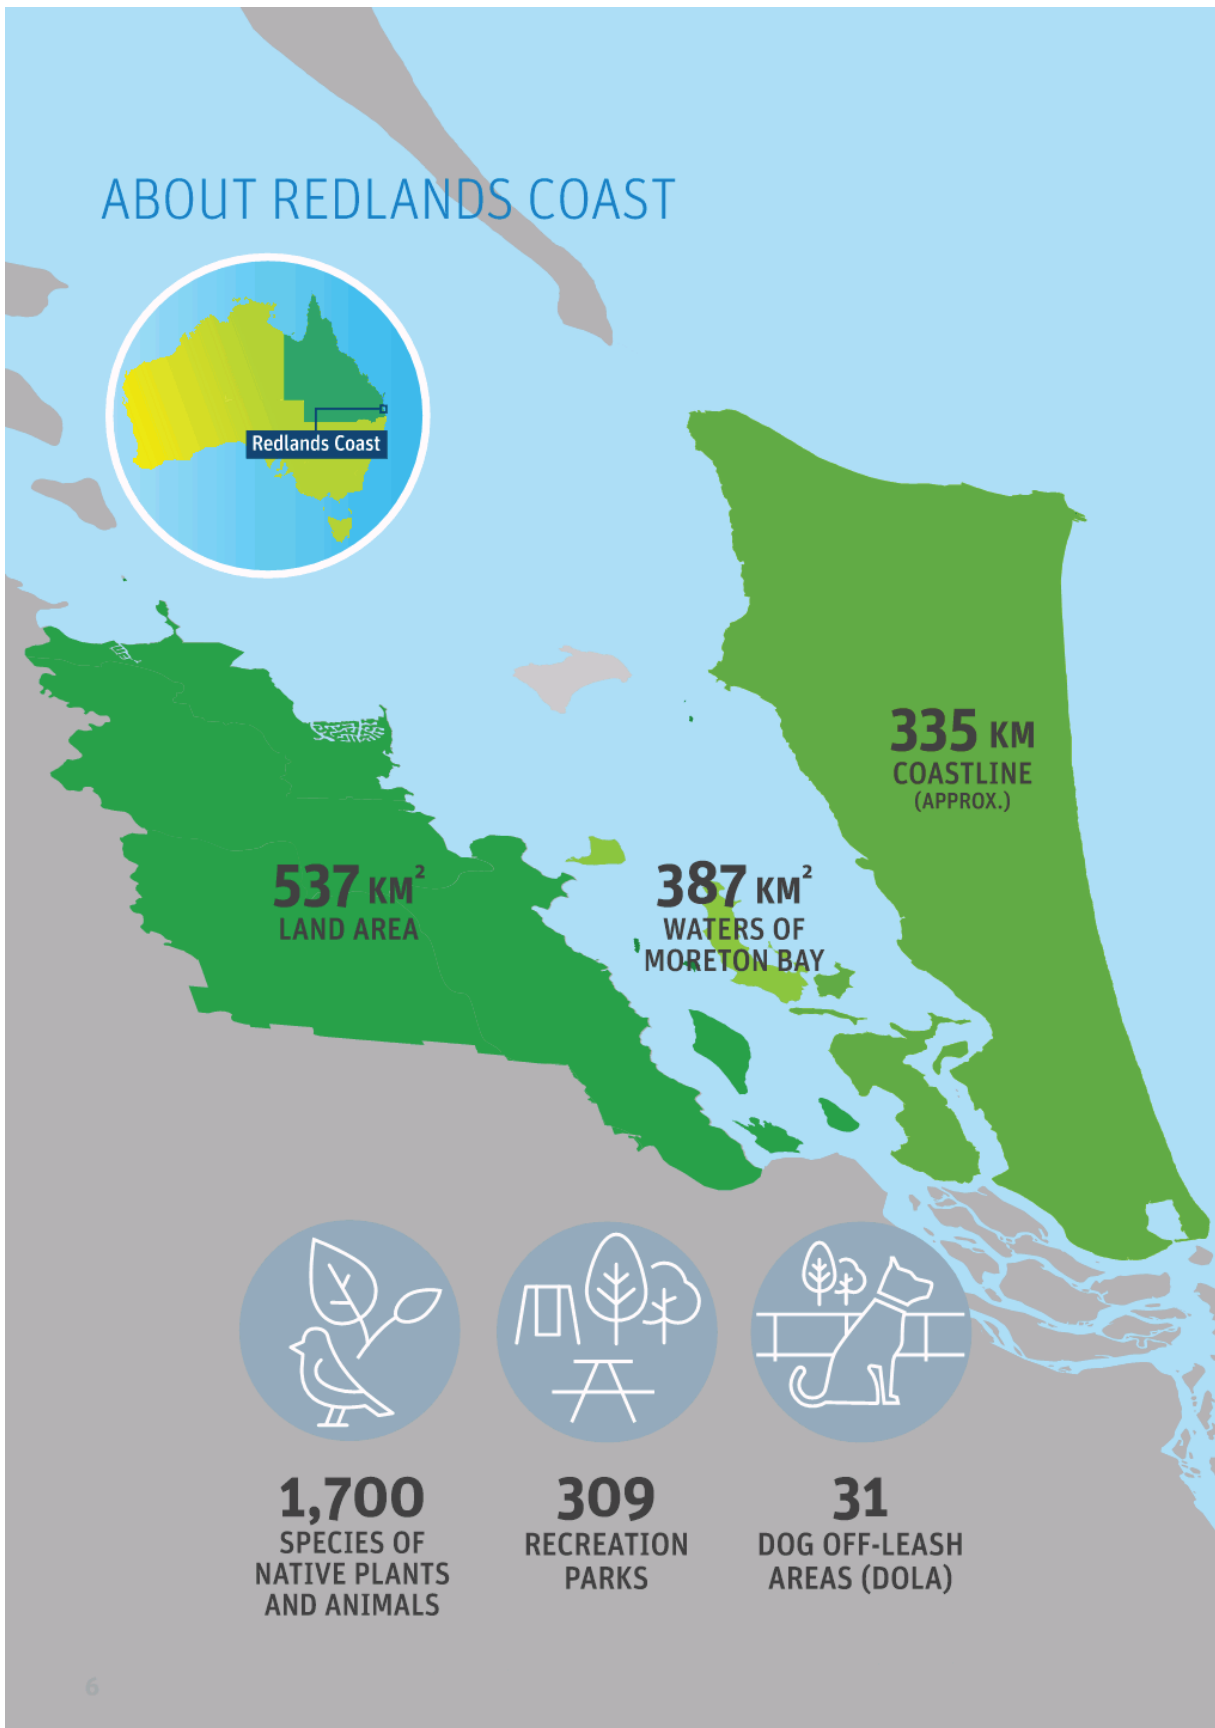 ABOUT REDLANDS COAST
Redlands Coast
335 KM
COASTLINE
(APPROX.)
537 KM²
LAND AREA
387 KM²
WATERS OF
MORETON BAY
1,700
SPECIES OF
NATIVE PLANTS
AND ANIMALS
309
RECREATION
PARKS
31
DOG OFF-LEASH
AREAS (DOLA)
6